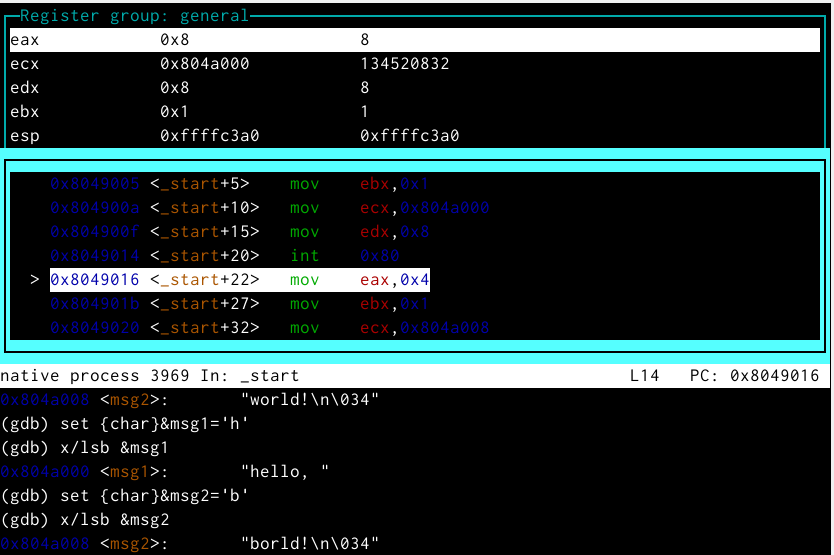 Register group: general
eax 0x8 8
ecx 0x804a000 134520832
edx 0x8 8
ebx 0x1 1
esp 0xffffc3a0 0xffffc3a0
0x8049005 <_start+5> mov ebx,0x1
0x804900a <_start+10> mov ecx,0x804a000
0x804900f <_start+15> mov edx,0x8
0x8049014 <_start+20> int 0x80
> 0x8049016 <_start+22> mov eax,0x4
0x804901b <_start+27> mov ebx,0x1
0x8049020 <_start+32> mov ecx,0x804a008
native process 3969 In: _start L14 PC: 0x8049016
0x804a008 <msg2>: "world!\n\034"
(gdb) set {char}&msg1='h'
(gdb) x/lsb &msg1
0x804a000 <msg1>: "hello, "
(gdb) set {char}&msg2='b'
(gdb) x/lsb &msg2
0x804a008 <msg2>: "borld!\n\034"